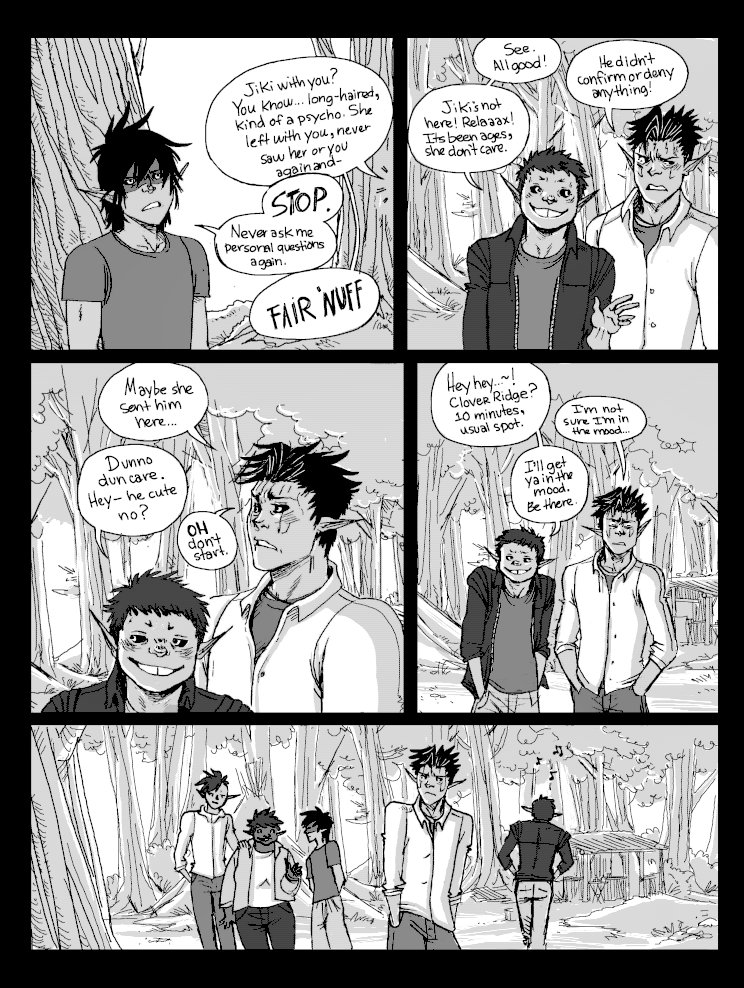 Jiki with you?
You know... long-haired,
kind of a psycho. She
left with you, never
saw her or you
again and-
STOP.
Never ask me
personal questions
again.
FAIR 'NUFF
See.
All good!
He didn't
confirm or deny
anything!
Jiki's not
here! Relaaax!
Its been ages,
she don't care.
Maybe she
sent him
here...
Dunno
dun care.
Hey- he cute
no?
OH
don't
start.
Hey hey...~!
Clover Ridge?
10 minutes,
usual spot.
I'm not
sure I'm in
the mood...
I'll get
ya in the
mood.
Be there.